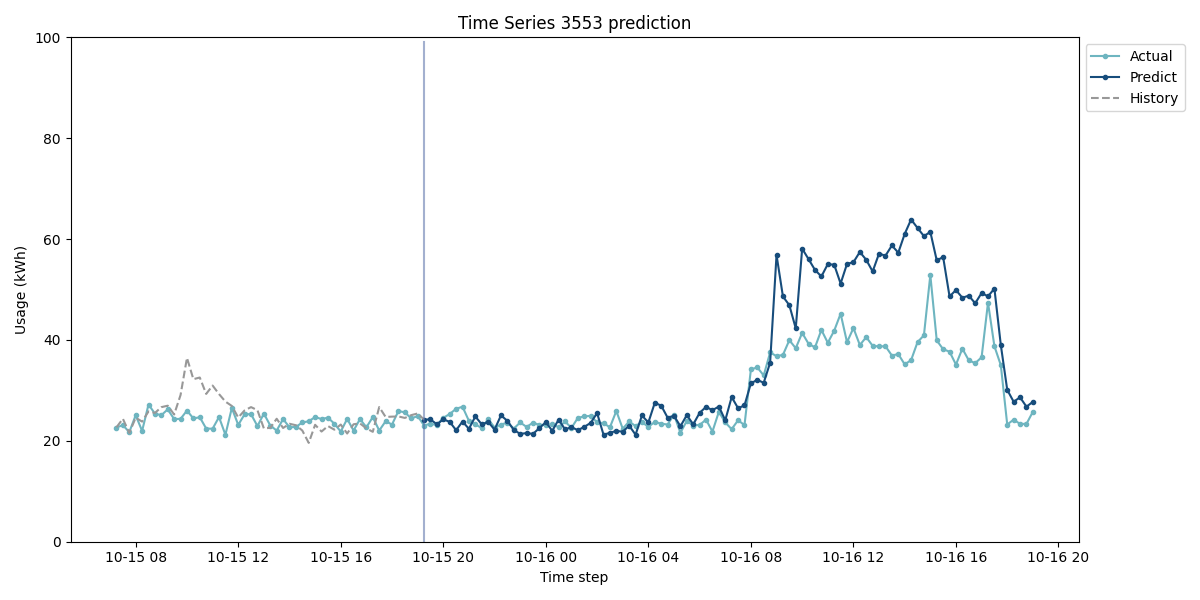 Time Series 3553 prediction
100
80
60
40
20
0
Usage (kWh)
10-15 08
10-15 12
10-15 16
10-15 20
10-16 00
10-16 04
10-16 08
10-16 12
10-16 16
10-16 20
Time step
Actual
Predict
History